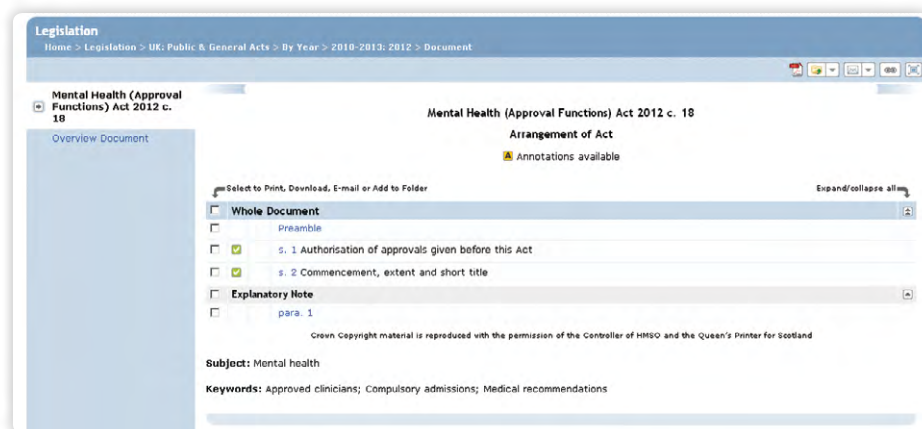 Legislation
Home > Legislation > UK: Public & General Acts > By Year > 2010-2013: 2012 > Document
Mental Health (Approval
Functions) Act 2012 c.
18
Overview Document
Mental Health (Approval Functions) Act 2012 c. 18
Arrangement of Act
A Annotations available
Select to Print, Download, E-mail or Add to Folder
Expand/collapse all
Whole Document
Preamble
s. 1 Authorisation of approvals given before this Act
s. 2 Commencement, extent and short title
Explanatory Note
para. 1
Crown Copyright material is reproduced with the permission of the Controller of HMSO and the Queen's Printer for Scotland
Subject: Mental health
Keywords: Approved clinicians; Compulsory admissions; Medical recommendations